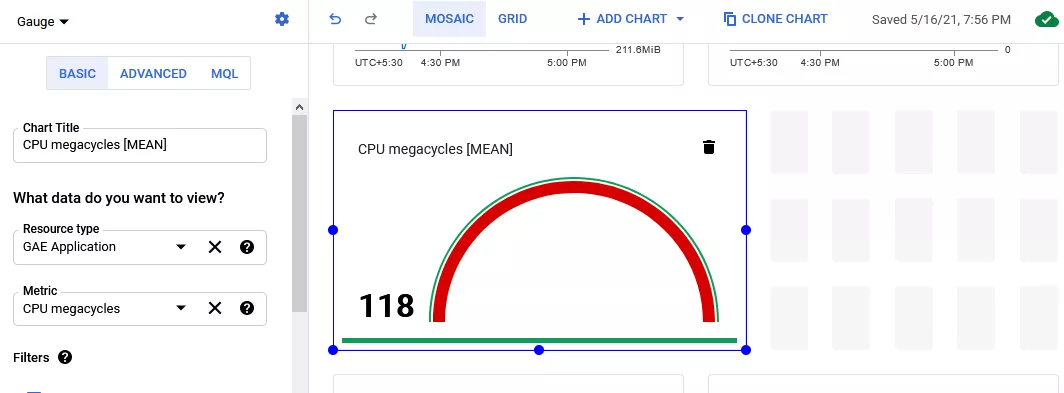 Gauge
MOSAIC
GRID
ADD CHART
CLONE CHART
Saved 5/16/21, 7:56 PM
BASIC
ADVANCED
MQL
Chart Title
CPU megacycles [MEAN]
What data do you want to view?
Resource type
GAE Application
Metric
CPU megacycles
Filters
211.6MiB
UTC+5:30 4:30 PM 5:00 PM
0
UTC+5:30 4:30 PM 5:00 PM
CPU megacycles [MEAN]
118